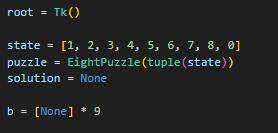 root = Tk()
state = [1, 2, 3, 4, 5, 6, 7, 8, 0]
puzzle = EightPuzzle(tuple(state))
solution = None
b = [None] * 9